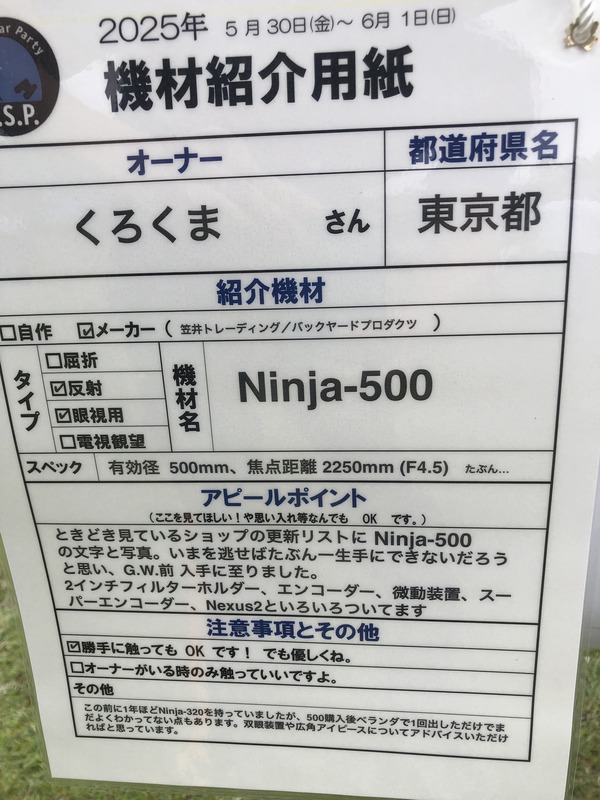 ar Party
.S.P.
2025年 5月30日(金)～ 6月1日(日)
機材紹介用紙
オーナー 都道府県名
くろくま さん 東京都
紹介機材
□自作 ☑メーカー( 笠井トレーディング／バックヤードプロダクツ )
タイプ
□屈折
☑反射
☑眼視用
□電視観望
機材名
Ninja-500
スペック 有効径 500mm、焦点距離 2250mm (F4.5) たぶん…
アピールポイント
(ここを見てほしい！や思い入れ等なんでも OK です。)
ときどき見ているショップの更新リストに Ninja-500
の文字と写真。いまを逃せばたぶん一生手にできないだろう
と思い、G.W.前 入手に至りました。
2インチフィルターホルダー、エンコーダー、微動装置、スー
パーエンコーダー、Nexus2といろいろついてます
注意事項とその他
☑勝手に触っても OK です！ でも優しくね。
□オーナーがいる時のみ触っていいですよ。
その他
この前に1年ほどNinja-320を持っていましたが、500購入後ベランダで1回出しただけでま
だよくわかってない点もあります。双眼装置や広角アイピースについてアドバイスいただけ
ればと思っています。